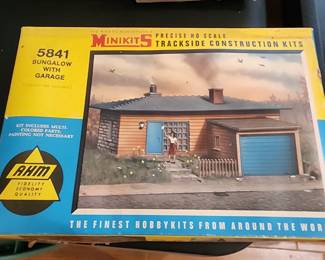 MINIKITS
PRECISE HO SCALE
TRACKSIDE CONSTRUCTION KITS
5841
BUNGALOW
WITH
GARAGE
KIT INCLUDES MULTI-
COLORED PARTS,
PAINTING NOT NECESSARY
AHM
FIDELITY
ECONOMY
QUALITY
THE FINEST HOBBYKITS FROM AROUND THE WOR